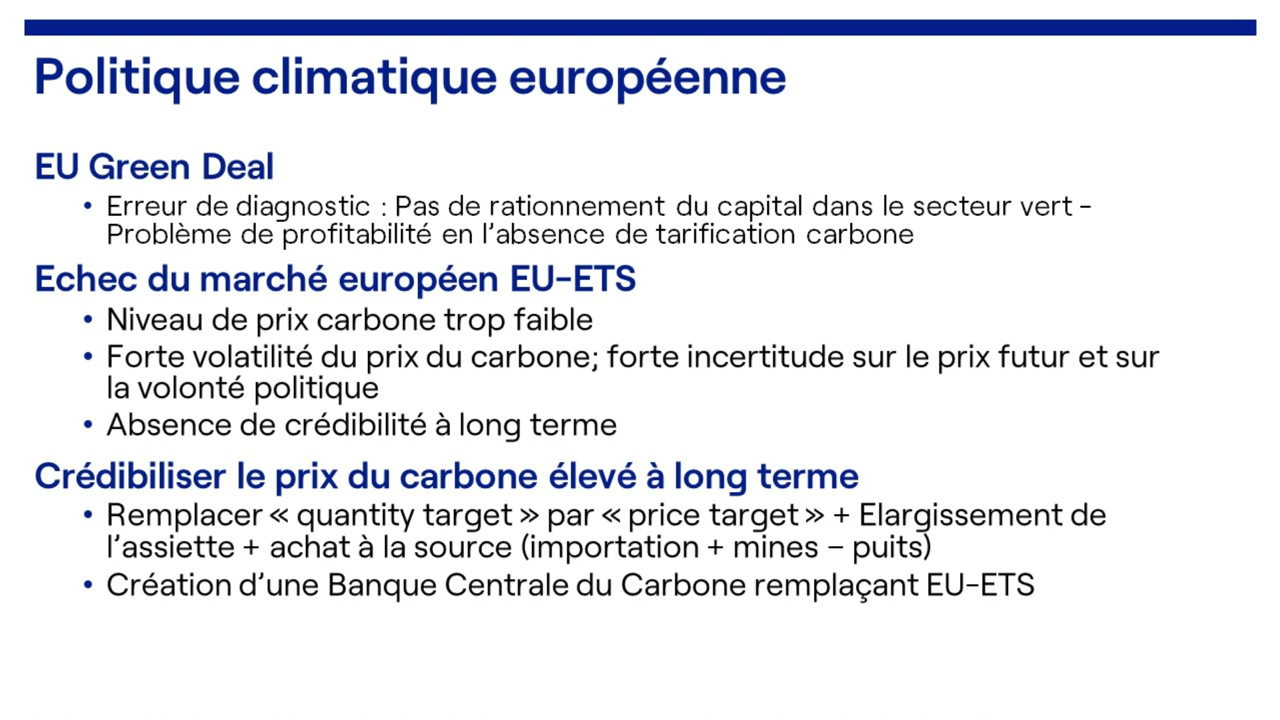 Politique climatique européenne
EU Green Deal
• Erreur de diagnostic : Pas de rationnement du capital dans le secteur vert -
Problème de profitabilité en l’absence de tarification carbone
Echec du marché européen EU-ETS
• Niveau de prix carbone trop faible
• Forte volatilité du prix du carbone; forte incertitude sur le prix futur et sur
la volonté politique
• Absence de crédibilité à long terme
Crédibiliser le prix du carbone élevé à long terme
• Remplacer « quantity target » par « price target » + Elargissement de
l’assiette + achat à la source (importation + mines – puits)
• Création d’une Banque Centrale du Carbone remplaçant EU-ETS